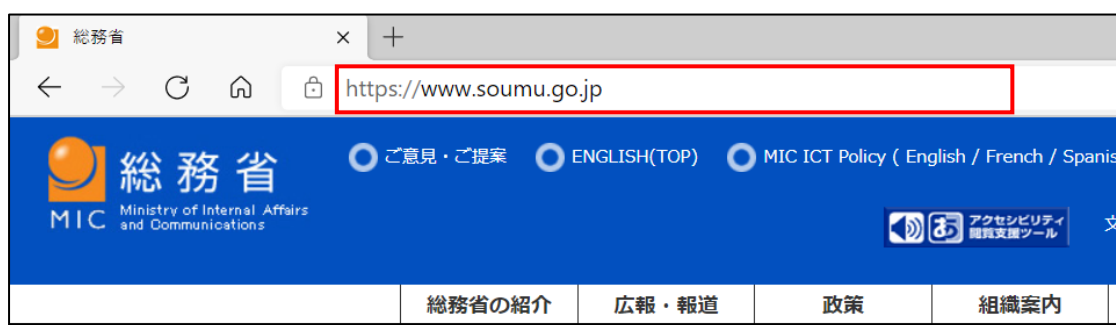 総務省
https://www.soumu.go.jp
ご意見・ご提案 ENGLISH(TOP) MIC ICT Policy ( English / French / Spanis
総務省
MIC Ministry of Internal Affairs
and Communications
あ アクセシビリティ
閲覧支援ツール
文
総務省の紹介 広報・報道 政策 組織案内